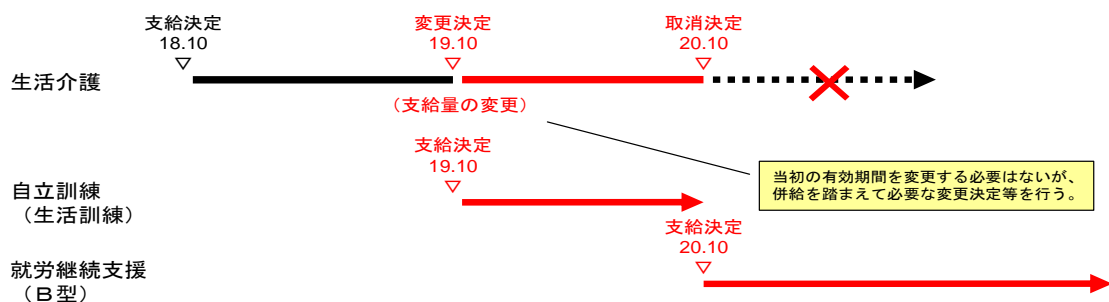 支給決定
18.10
▽
変更決定
19.10
▽
取消決定
20.10
▽
生活介護
（支給量の変更）
支給決定
19.10
▽
当初の有効期間を変更する必要はないが、
併給を踏まえて必要な変更決定等を行う。
自立訓練
（生活訓練）
支給決定
20.10
▽
就労継続支援
（Ｂ型）